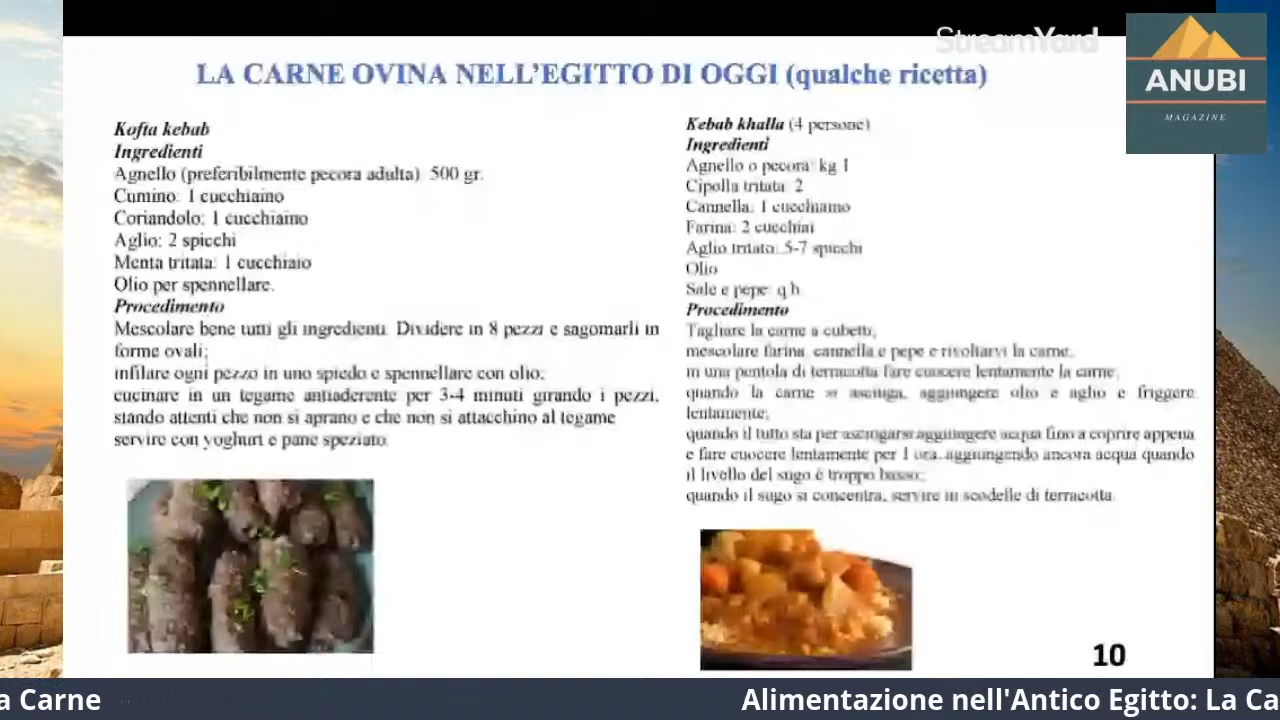 StreamYard
ANUBI
MAGAZINE
LA CARNE OVINA NELL'EGITTO DI OGGI (qualche ricetta)
Kofta kebab
Ingredienti
Agnello (preferibilmente pecora adulta) 500 gr.
Cumino: 1 cucchiaino
Coriandolo: 1 cucchiaino
Aglio: 2 spicchi
Menta tritata: 1 cucchiaio
Olio per spennellare.
Procedimento
Mescolare bene tutti gli ingredienti. Dividere in 8 pezzi e sagomarli in
forme ovali;
infilare ogni pezzo in uno spiedo e spennellare con olio;
cucinare in un tegame antiaderente per 3-4 minuti girando i pezzi,
stando attenti che non si aprano e che non si attacchino al tegame
servire con yoghurt e pane speziato.
Kebab khalla (4 persone)
Ingredienti
Agnello o pecora: kg 1
Cipolla tritata: 2
Cannella: 1 cucchiaino
Farina: 2 cucchiai
Aglio tritato: 5-7 spicchi
Olio
Sale e pepe: q.b.
Procedimento
Tagliare la carne a cubetti;
mescolare farina, cannella e pepe e rivoltarvi la carne;
in una pentola di terracotta fare cuocere lentamente la carne;
quando la carne si asciuga, aggiungere olio e aglio e friggere
lentamente;
quando il tutto sta per asciugarsi aggiungere acqua fino a coprire appena
e fare cuocere lentamente per 1 ora, aggiungendo ancora acqua quando
il livello del sugo è troppo basso;
quando il sugo si concentra, servire in scodelle di terracotta.
10
a Carne
Alimentazione nell'Antico Egitto: La Ca